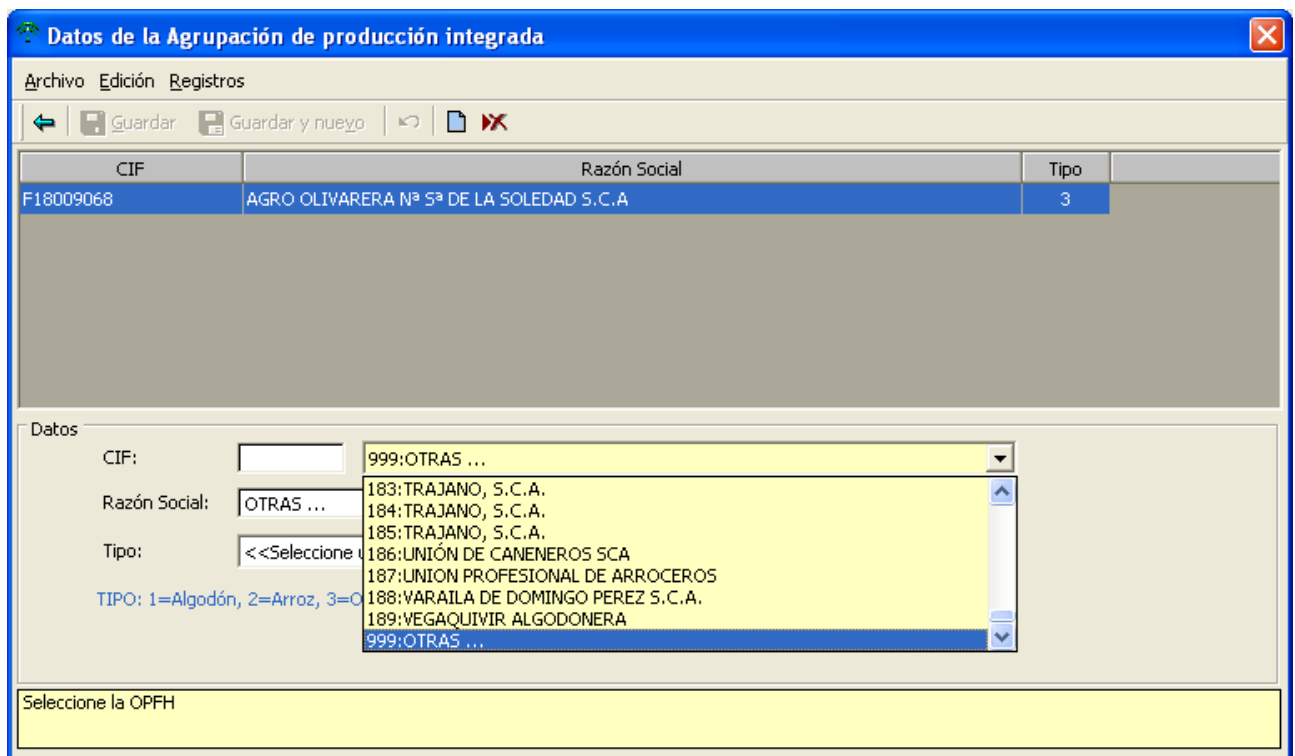 Datos de la Agrupación de producción integrada
Archivo Edición Registros
Guardar Guardar y nuevo
CIF Razón Social Tipo
F18009068 AGRO OLIVARERA Nª Sª DE LA SOLEDAD S.C.A 3
Datos
CIF: 999:OTRAS ...
183:TRAJANO, S.C.A.
Razón Social: OTRAS ... 184:TRAJANO, S.C.A.
185:TRAJANO, S.C.A.
Tipo: <<Seleccione 186:UNIÓN DE CANENEROS SCA
187:UNION PROFESIONAL DE ARROCEROS
TIPO: 1=Algodón, 2=Arroz, 3=O 188:VARAILA DE DOMINGO PEREZ S.C.A.
189:VEGAQUIVIR ALGODONERA
999:OTRAS ...
Seleccione la OPFH